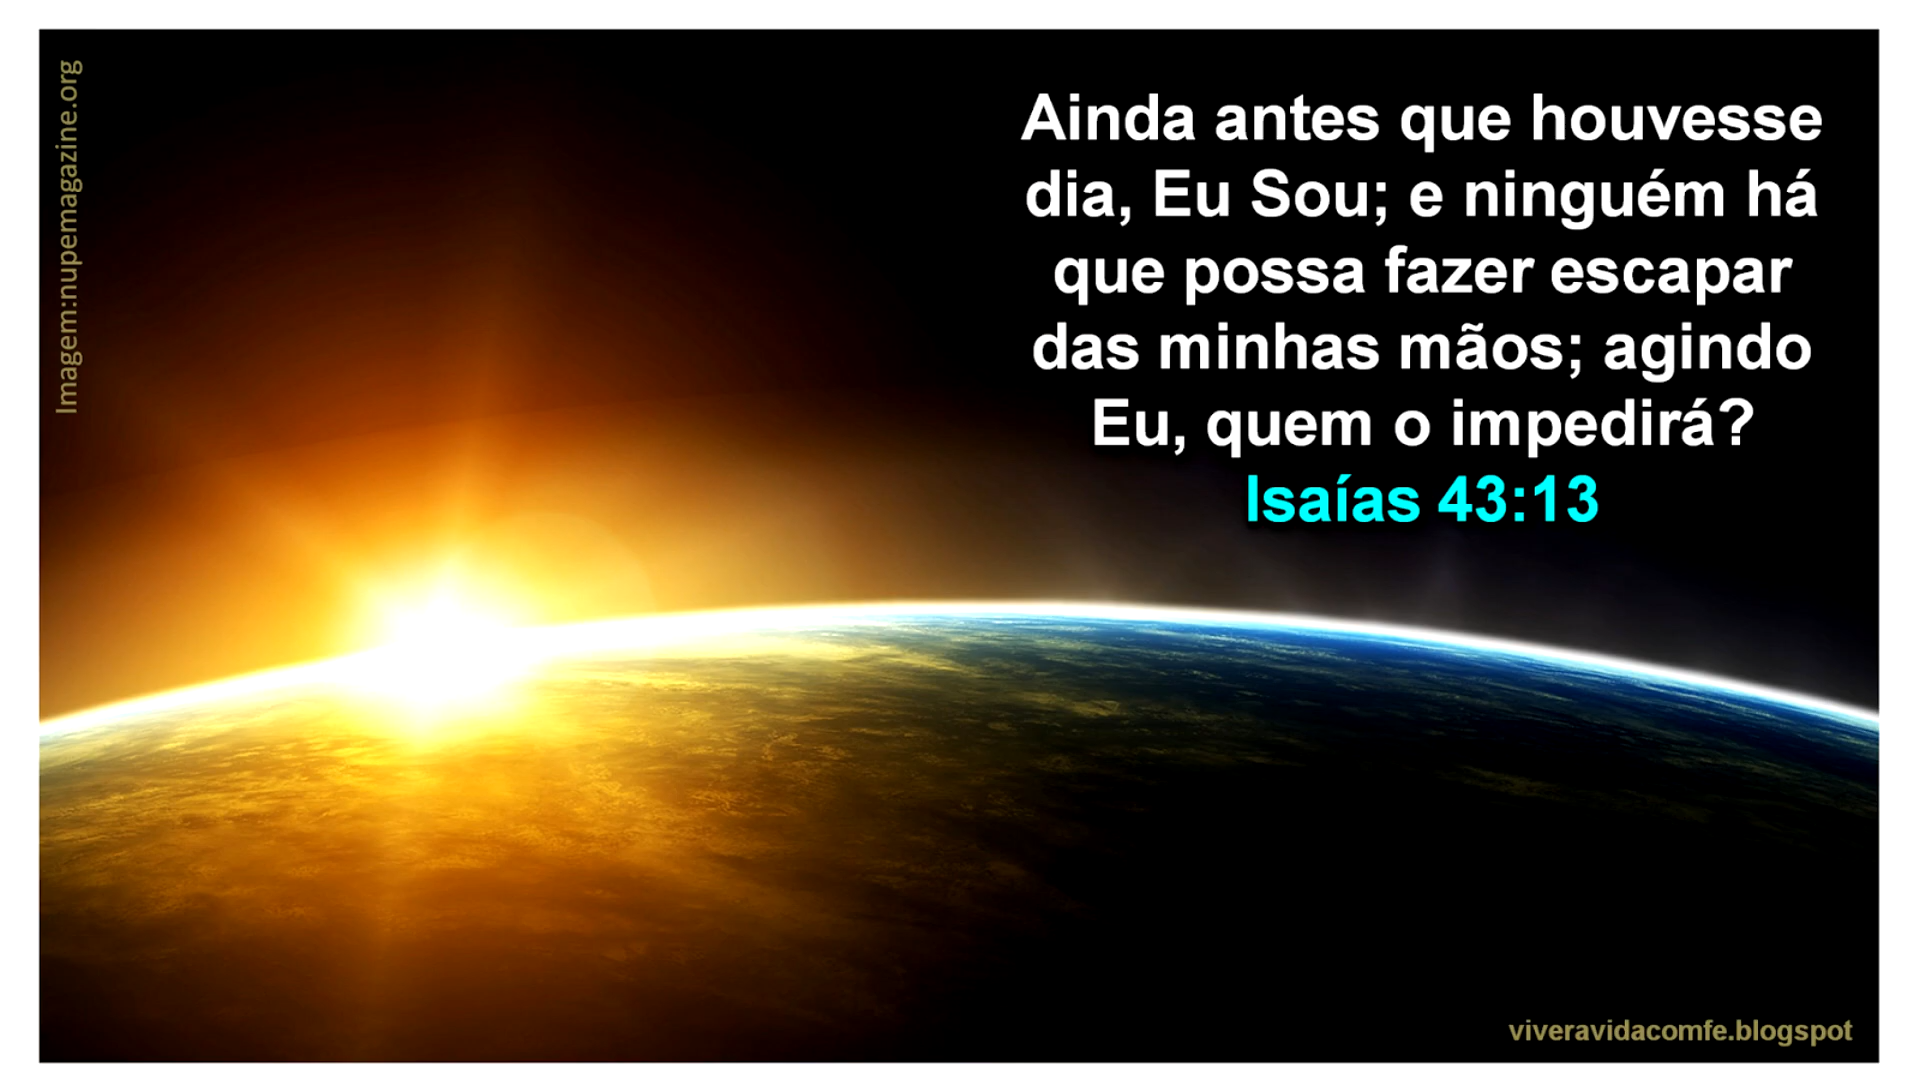 Imagem:nupemagazine.org
Ainda antes que houvesse
dia, Eu Sou; e ninguém há
que possa fazer escapar
das minhas mãos; agindo
Eu, quem o impedirá?
Isaías 43:13
viveravidacomfe.blogspot